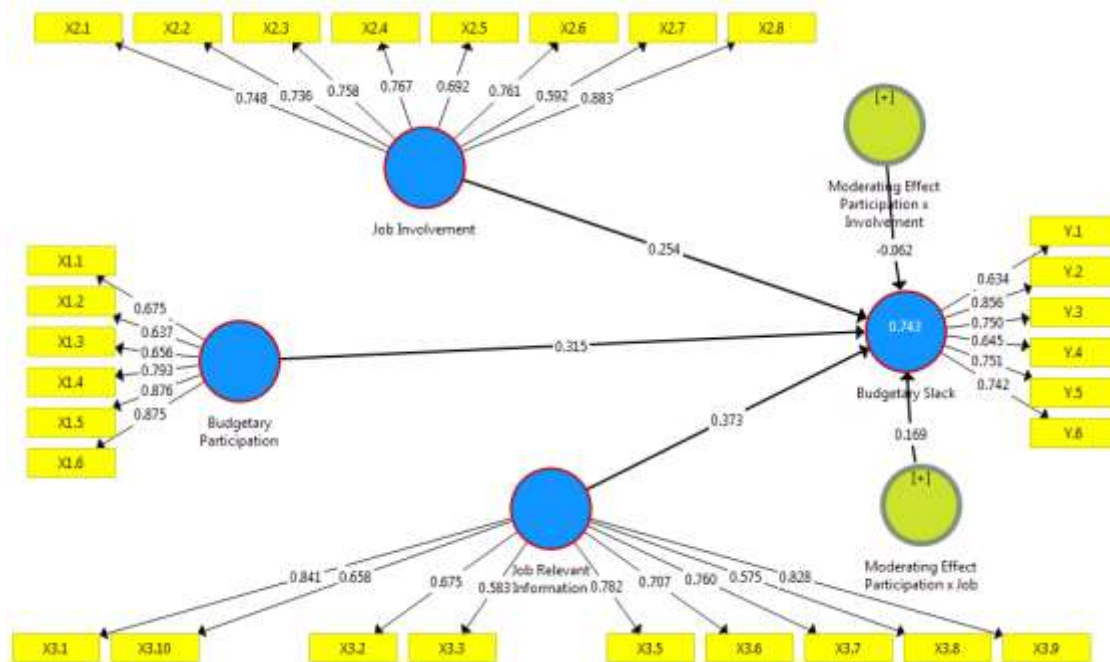 X2.1 X2.2 X2.3 X2.4 X2.5 X2.6 X2.7 X2.8
0.748 0.736 0.758 0.767 0.692 0.761 0.592 0.883
[+]
Job Involvement
Moderating Effect
Participation x
Involvement
-0.062
0.254
X1.1
X1.2
X1.3
X1.4
X1.5
X1.6
0.675
0.637
0.656
0.793
0.876
0.875
Budgetary
Participation
0.315
0.743
Budgetary Slack
0.634
0.856
0.750
0.645
0.751
0.742
Y.1
Y.2
Y.3
Y.4
Y.5
Y.6
0.373
0.169
[+]
Moderating Effect
Participation x Job
Job Relevant
Information
0.841 0.658 0.675 0.583 0.782 0.707 0.760 0.575 0.828
X3.1 X3.10 X3.2 X3.3 X3.5 X3.6 X3.7 X3.8 X3.9